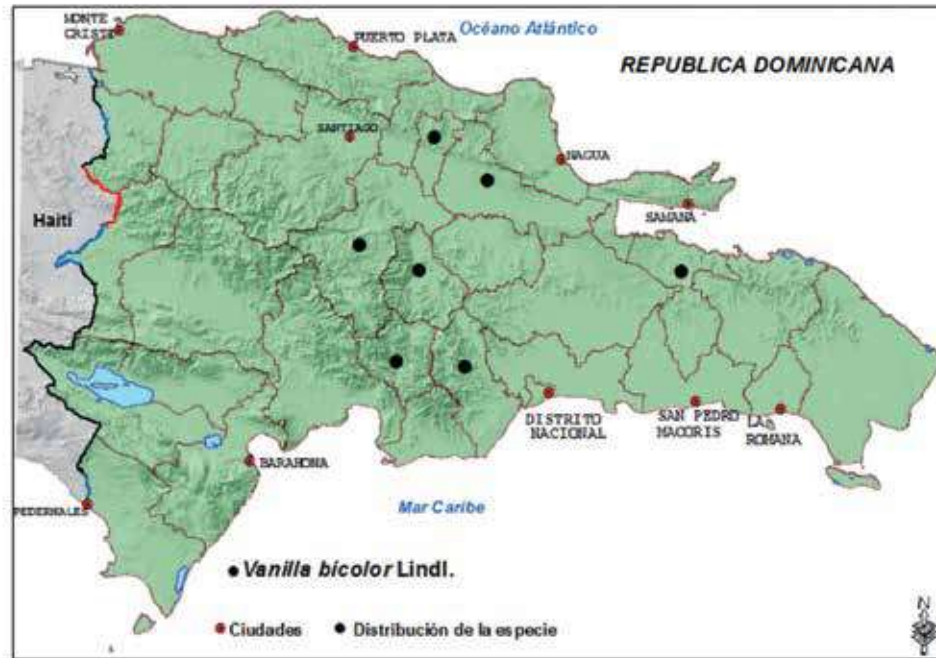 MONTE
CRISTI
PUERTO PLATA
Océano Atlántico
REPUBLICA DOMINICANA
SANTIAGO
NAGUA
SAMANA
Haití
DISTRITO
NACIONAL
SAN PEDRO
MACORIS
LA
ROMANA
BARAHONA
PEDERNALES
Mar Caribe
Vanilla bicolor Lindl.
Ciudades
Distribución de la especie
N